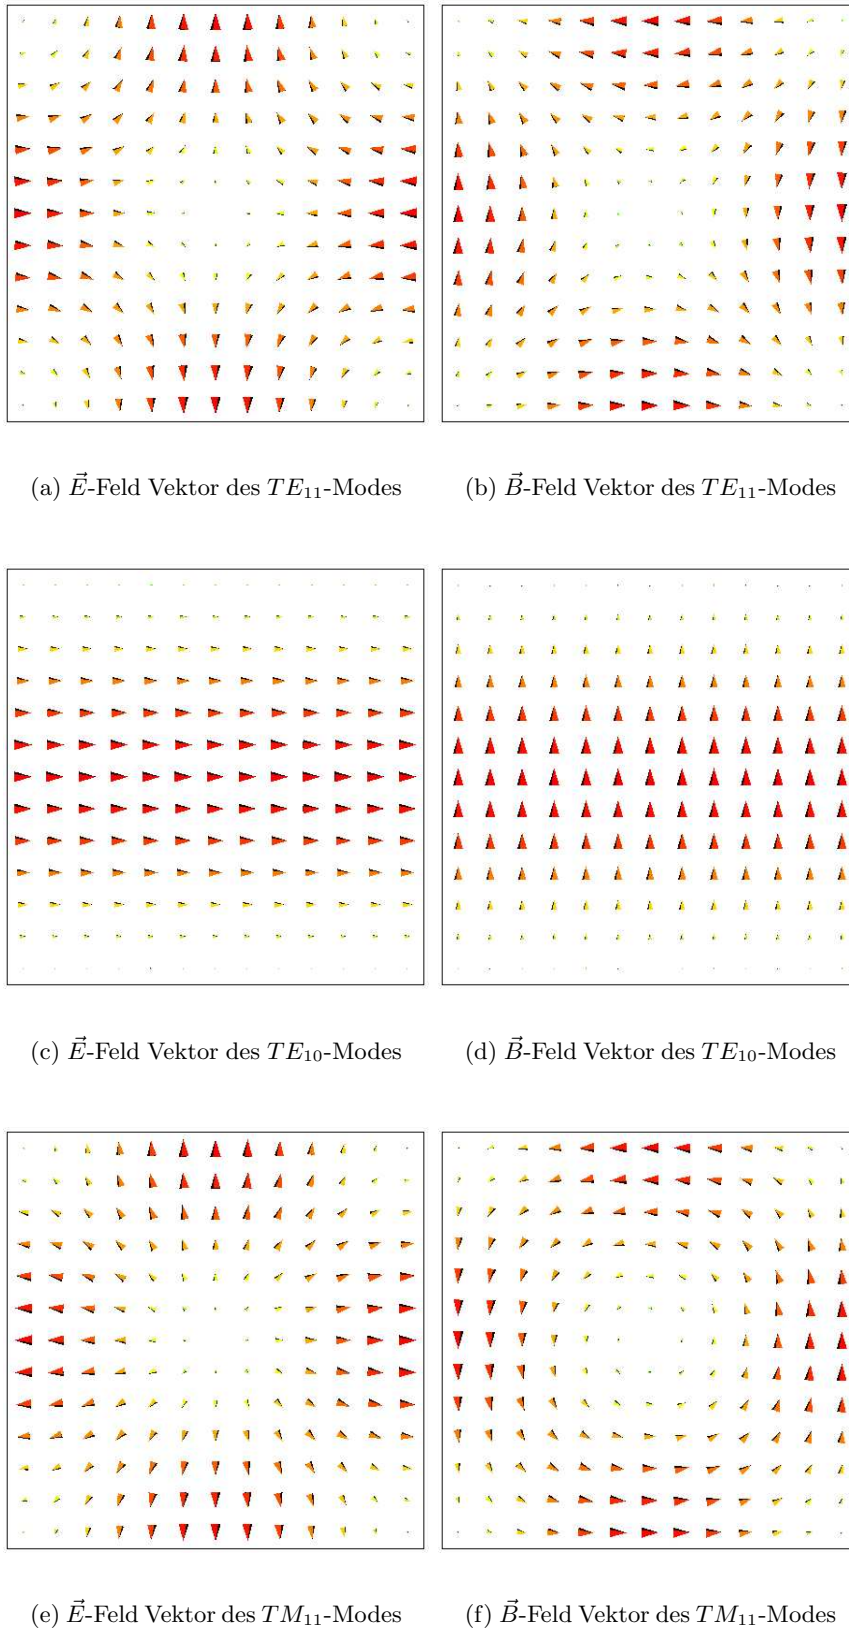 (a) $\vec{E}$-Feld Vektor des $TE_{11}$-Modes
(b) $\vec{B}$-Feld Vektor des $TE_{11}$-Modes
(c) $\vec{E}$-Feld Vektor des $TE_{10}$-Modes
(d) $\vec{B}$-Feld Vektor des $TE_{10}$-Modes
(e) $\vec{E}$-Feld Vektor des $TM_{11}$-Modes
(f) $\vec{B}$-Feld Vektor des $TM_{11}$-Modes